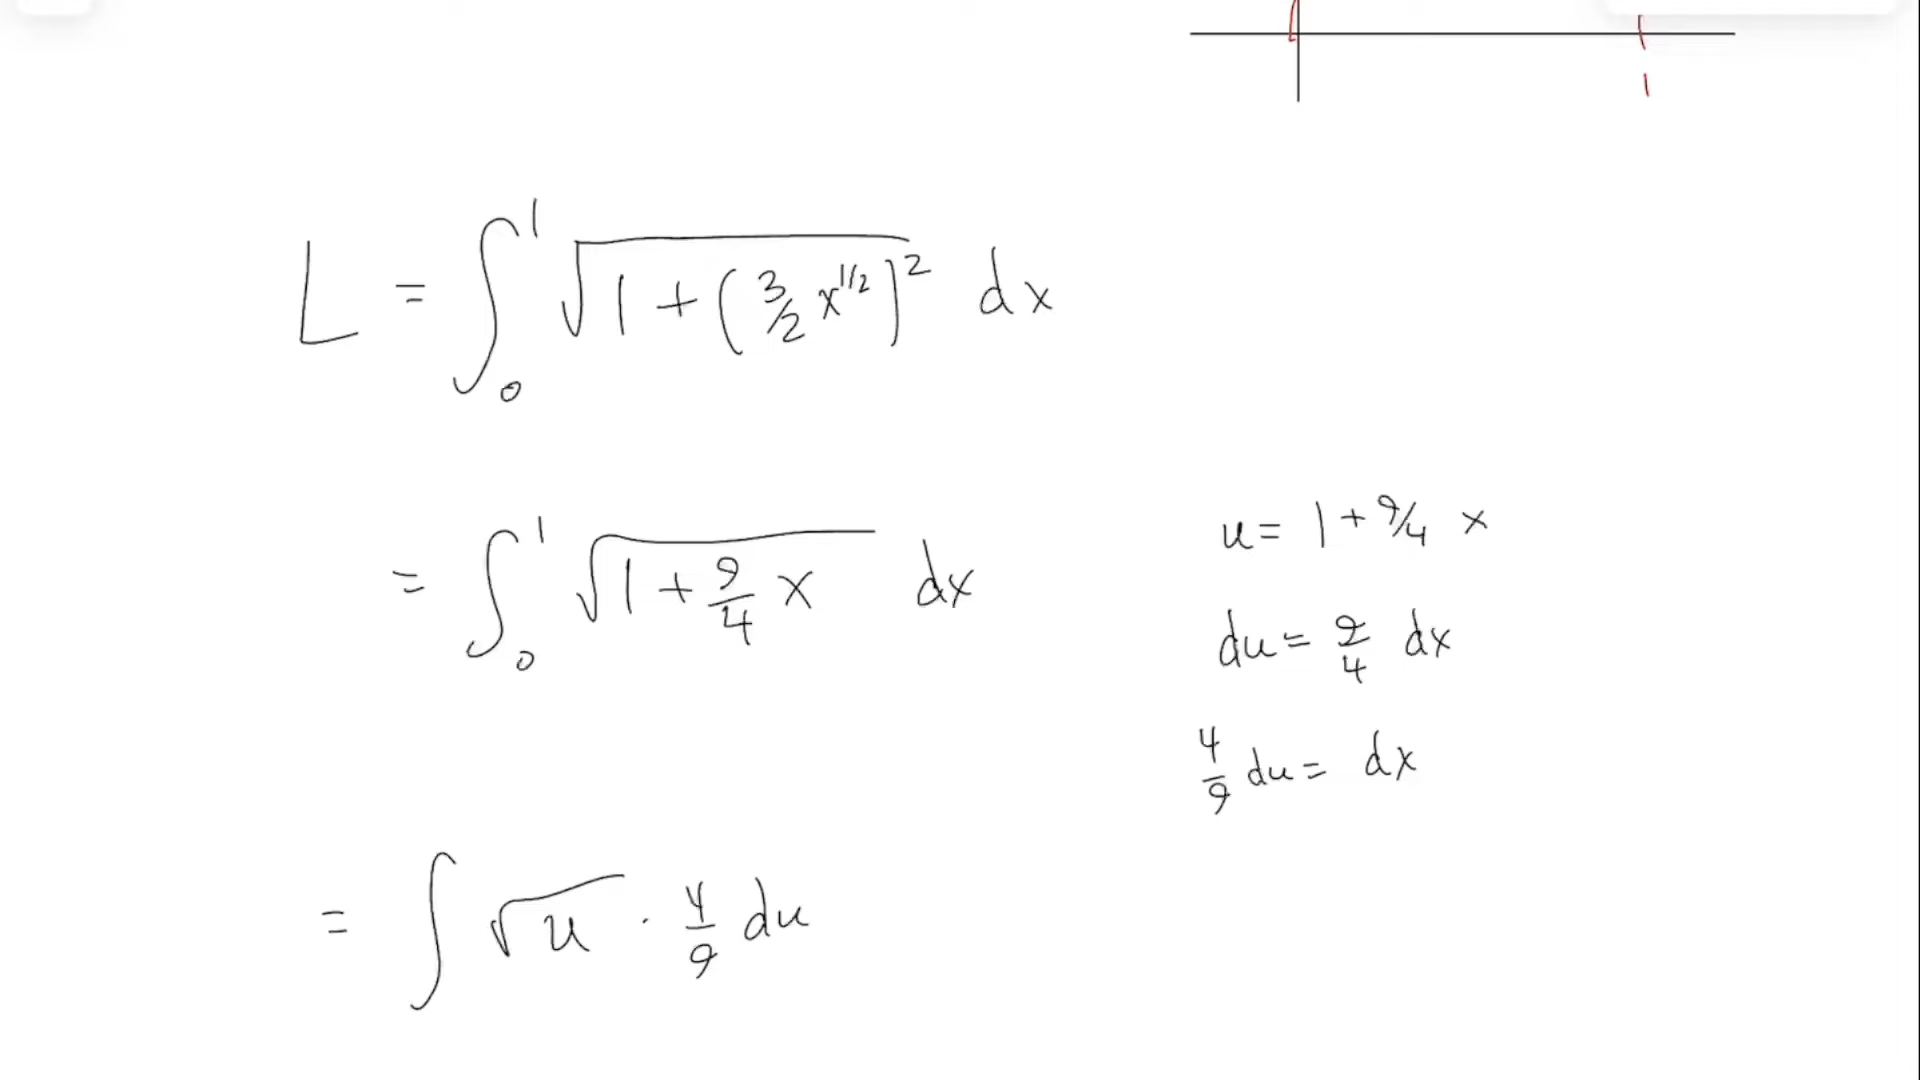 1
L = ∫₀¹ √(1 + (3/2 x^{1/2})²) dx
= ∫₀¹ √(1 + 9/4 x) dx
u = 1 + 9/4 x
du = 9/4 dx
4/9 du = dx
= ∫ √u · 4/9 du